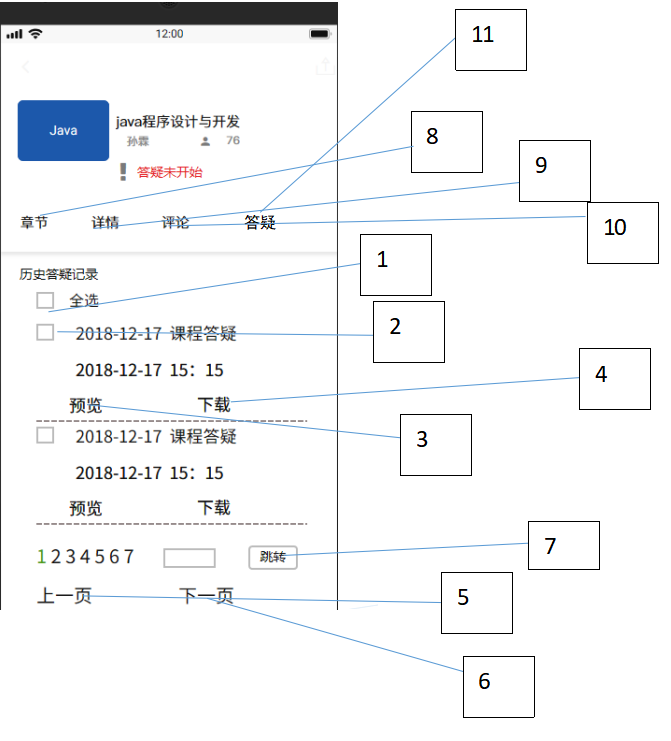 12:00
11
Java
java程序设计与开发
孙霖 76
8
答疑未开始
9
章节 详情 评论 答疑
10
历史答疑记录
1
全选
2
2018-12-17 课程答疑
2018-12-17 15：15
4
预览 下载
3
2018-12-17 课程答疑
2018-12-17 15：15
预览 下载
1 2 3 4 5 6 7 跳转
7
上一页 下一页
5
6